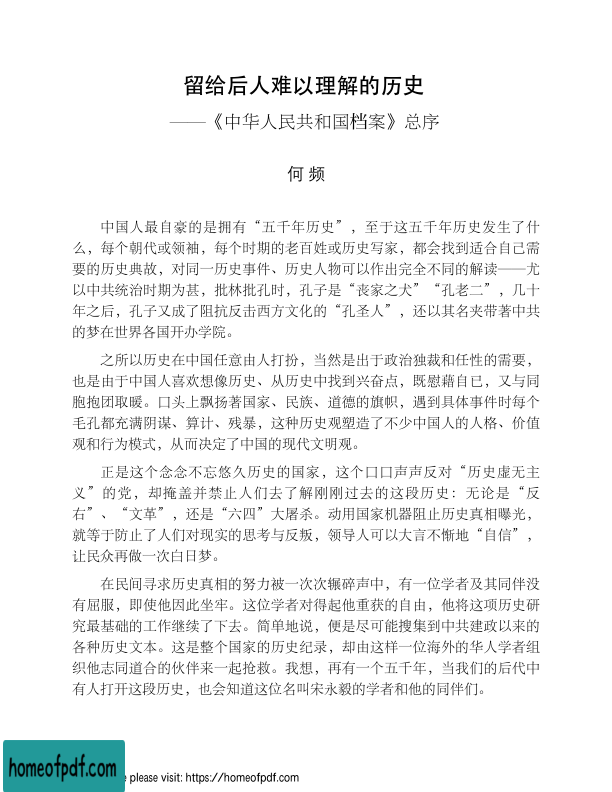 留给后人难以理解的历史
——《中华人民共和国档案》总序
何 频
中国人最自豪的是拥有“五千年历史”，至于这五千年历史发生了什
么，每个朝代或领袖，每个时期的老百姓或历史写家，都会找到适合自己需
要的历史典故，对同一历史事件、历史人物可以作出完全不同的解读──尤
以中共统治时期为甚，批林批孔时，孔子是“丧家之犬”“孔老二”，几十
年之后，孔子又成了阻抗反击西方文化的“孔圣人”，还以其名夹带著中共
的梦在世界各国开办学院。
之所以历史在中国任意由人打扮，当然是出于政治独裁和任性的需要，
也是由于中国人喜欢想像历史、从历史中找到兴奋点，既慰藉自已，又与同
胞抱团取暖。口头上飘扬著国家、民族、道德的旗帜，遇到具体事件时每个
毛孔都充满阴谋、算计、残暴，这种历史观塑造了不少中国人的人格、价值
观和行为模式，从而决定了中国的现代文明观。
正是这个念念不忘悠久历史的国家，这个口口声声反对“历史虚无主
义”的党，却掩盖并禁止人们去了解刚刚过去的这段历史：无论是“反
右”、“文革”，还是“六四”大屠杀。动用国家机器阻止历史真相曝光，
就等于防止了人们对现实的思考与反叛，领导人可以大言不惭地“自信”，
让民众再做一次白日梦。
在民间寻求历史真相的努力被一次次辗碎声中，有一位学者及其同伴没
有屈服，即使他因此坐牢。这位学者对得起他重获的自由，他将这项历史研
究最基础的工作继续了下去。简单地说，便是尽可能搜集到中共建政以来的
各种历史文本。这是整个国家的历史纪录，却由这样一位海外的华人学者组
织他志同道合的伙伴来一起抢救。我想，再有一个五千年，当我们的后代中
有人打开这段历史，也会知道这位名叫宋永毅的学者和他的同伴们。
homeofpdf.com
e please visit: https://homeofpdf.com